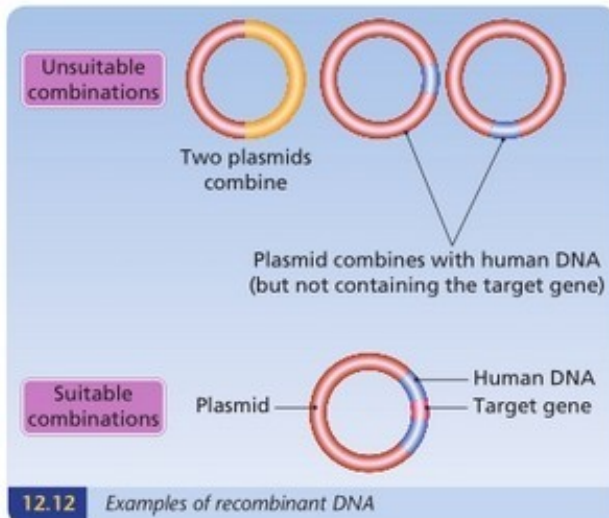 Unsuitable
combinations
Two plasmids
combine
Plasmid combines with human DNA
(but not containing the target gene)
Suitable
combinations
Plasmid
Human DNA
Target gene
12.12 Examples of recombinant DNA